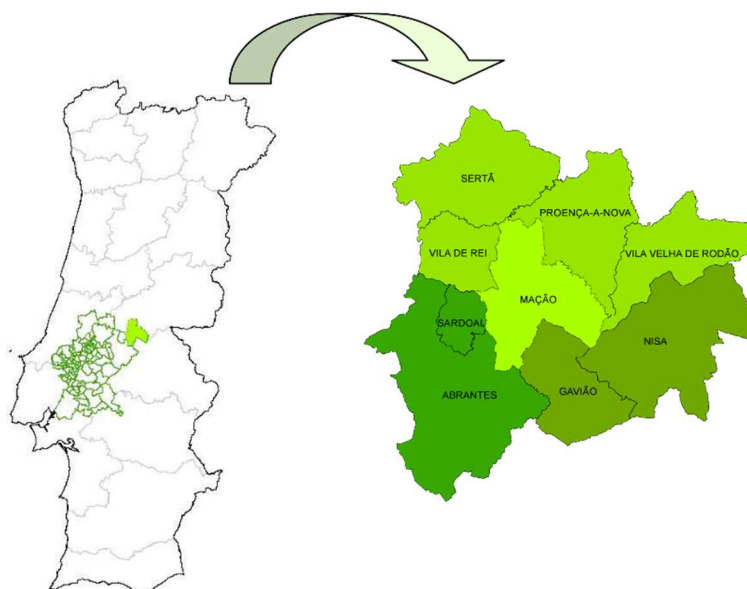 SERTÃ
PROENÇA-A-NOVA
VILA DE REI
VILA VELHA DE RODÃO
MAÇÃO
SARDOAL
NISA
ABRANTES
GAVIÃO